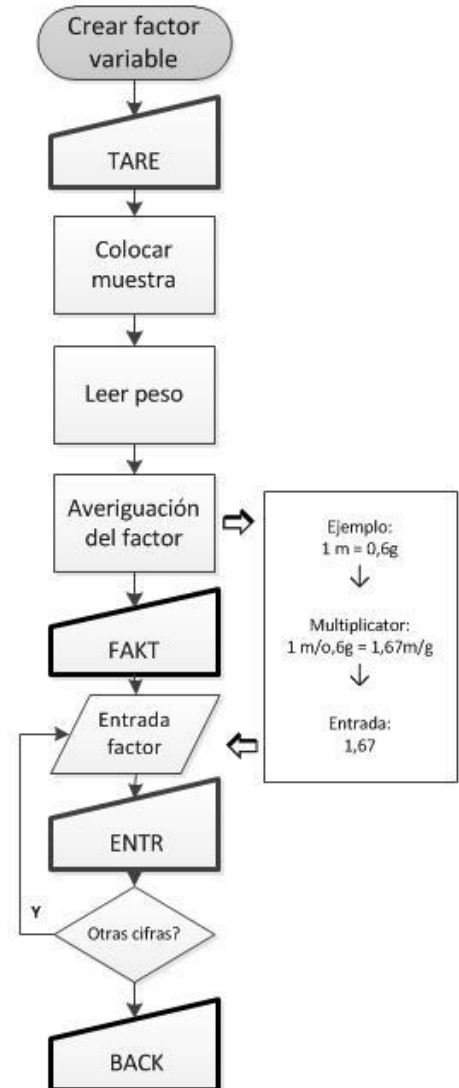 Crear factor
variable
TARE
Colocar
muestra
Leer peso
Averiguación
del factor
Ejemplo:
1 m = 0,6g
Multiplicator:
1 m/o,6g = 1,67m/g
Entrada:
1,67
FAKT
Entrada
factor
ENTR
Y
Otras cifras?
BACK